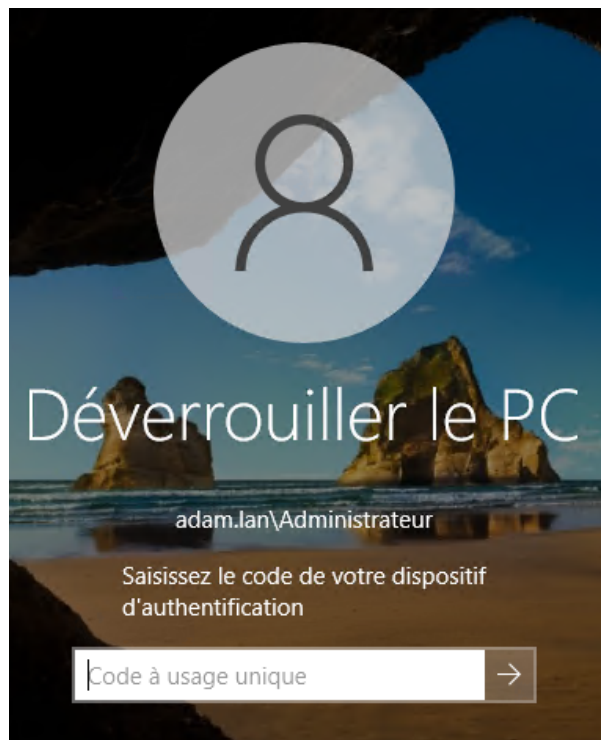 Déverrouiller le PC
adam.lan\Administrateur
Saisissez le code de votre dispositif
d'authentification
Code à usage unique